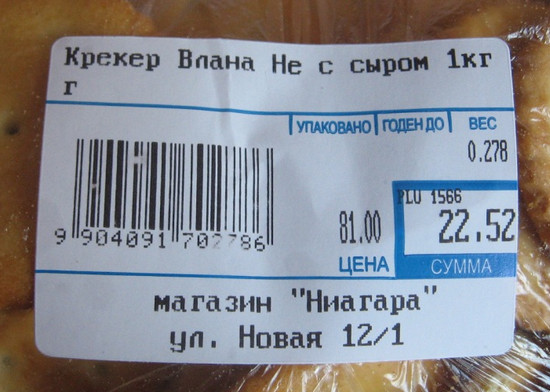 Крекер Влана Не с сыром 1кг
г
УПАКОВАНО ГОДЕН ДО ВЕС
0.278
PLU 1566
81.00 22.52
ЦЕНА СУММА
9 904091 702786
магазин "Ниагара"
ул. Новая 12/1